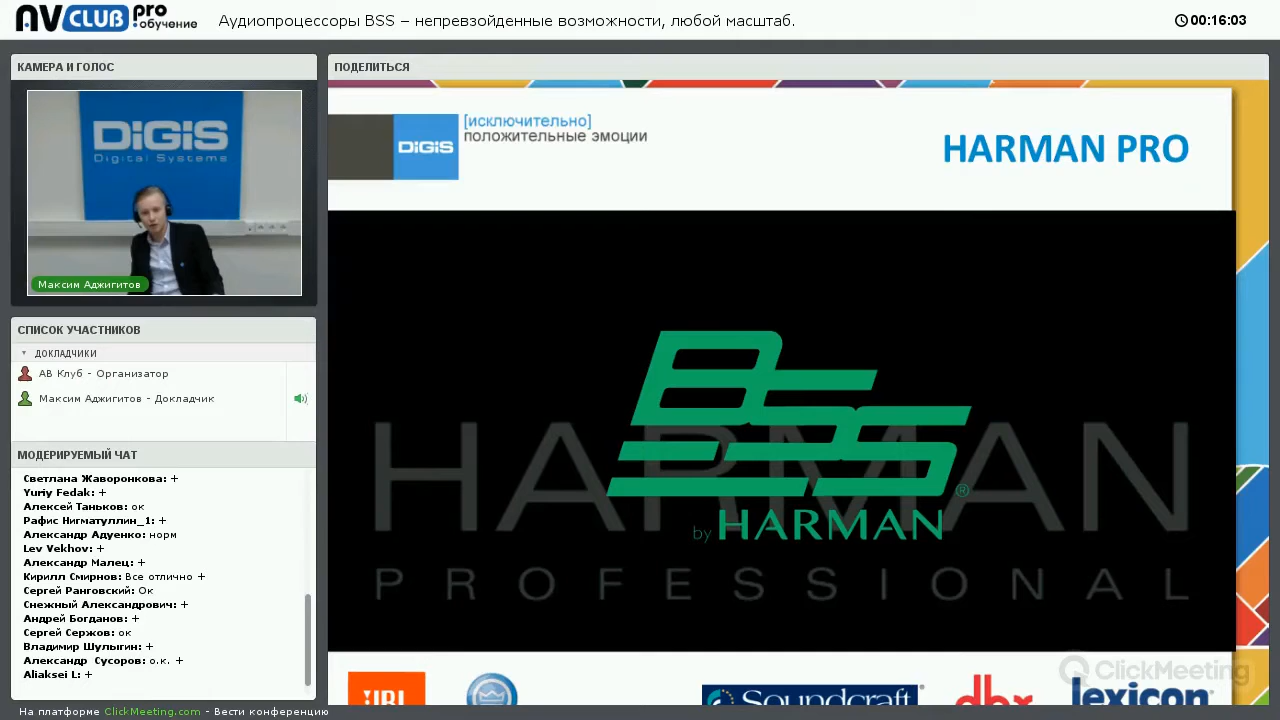 AV CLUB pro :обучение
Аудиопроцессоры BSS – непревзойденные возможности, любой масштаб.
00:16:03
КАМЕРА И ГОЛОС
DIGIS
Digital Systems
Максим Аджигитов
СПИСОК УЧАСТНИКОВ
ДОКЛАДЧИКИ
АВ Клуб - Организатор
Максим Аджигитов - Докладчик
МОДЕРИРУЕМЫЙ ЧАТ
Светлана Жаворонкова: +
Yuriy Fedak: +
Алексей Таньков: ок
Рафис Нигматуллин_1: +
Александр Адуенко: норм
Lev Vekhov: +
Александр Малец: +
Кирилл Смирнов: Все отлично +
Сергей Ранговский: Ок
Снежный Александрович: +
Андрей Богданов: +
Сергей Сержов: ок
Владимир Шулыгин: +
Александр Сусоров: о.к. +
Aliaksei L: +
ПОДЕЛИТЬСЯ
DIGIS
[исключительно]
положительные эмоции
HARMAN PRO
BSS®
by HARMAN
HARMAN
PROFESSIONAL
JBL
Soundcraft
dbx
lexicon
ClickMeeting
На платформе ClickMeeting.com - Вести конференцию